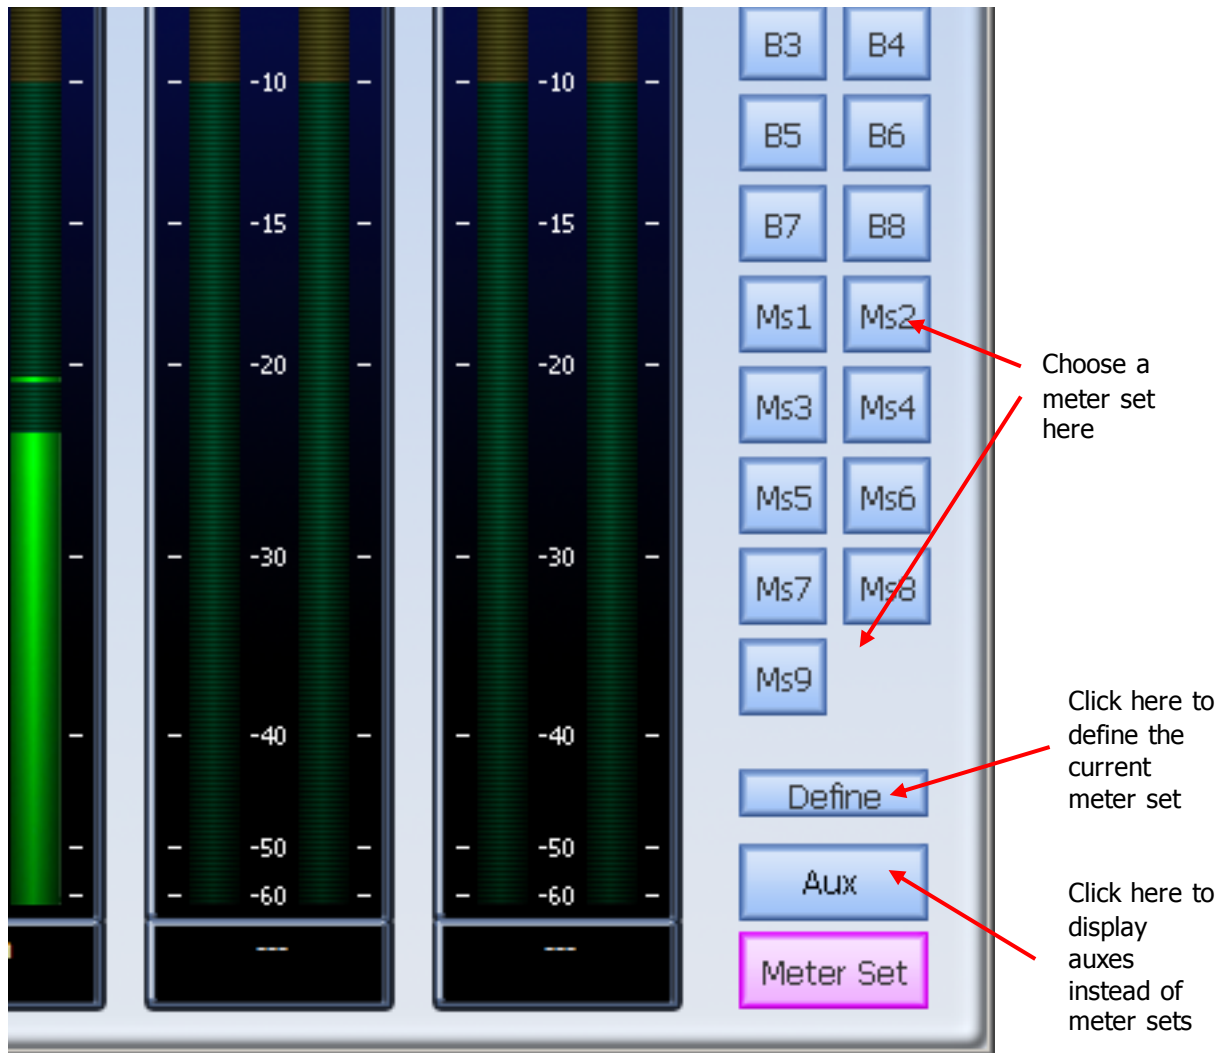 B3 B4
-10 -10
B5 B6
-15 -15
B7 B8
Ms1 Ms2
-20 -20
Choose a
meter set
here
Ms3 Ms4
Ms5 Ms6
-30 -30
Ms7 Ms8
Ms9
-40 -40
Click here to
define the
current
meter set
Define
-50 -50
Aux
-60 -60
Click here to
display
auxes
instead of
meter sets
--- ---
Meter Set